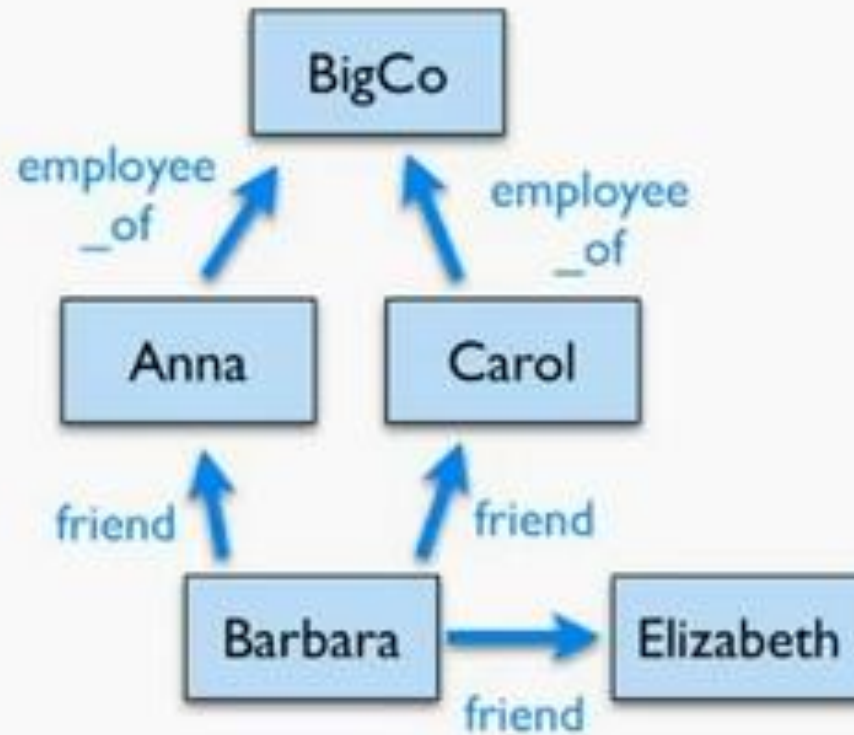 BigCo
employee
_of
employee
_of
Anna
Carol
friend
friend
Barbara
Elizabeth
friend